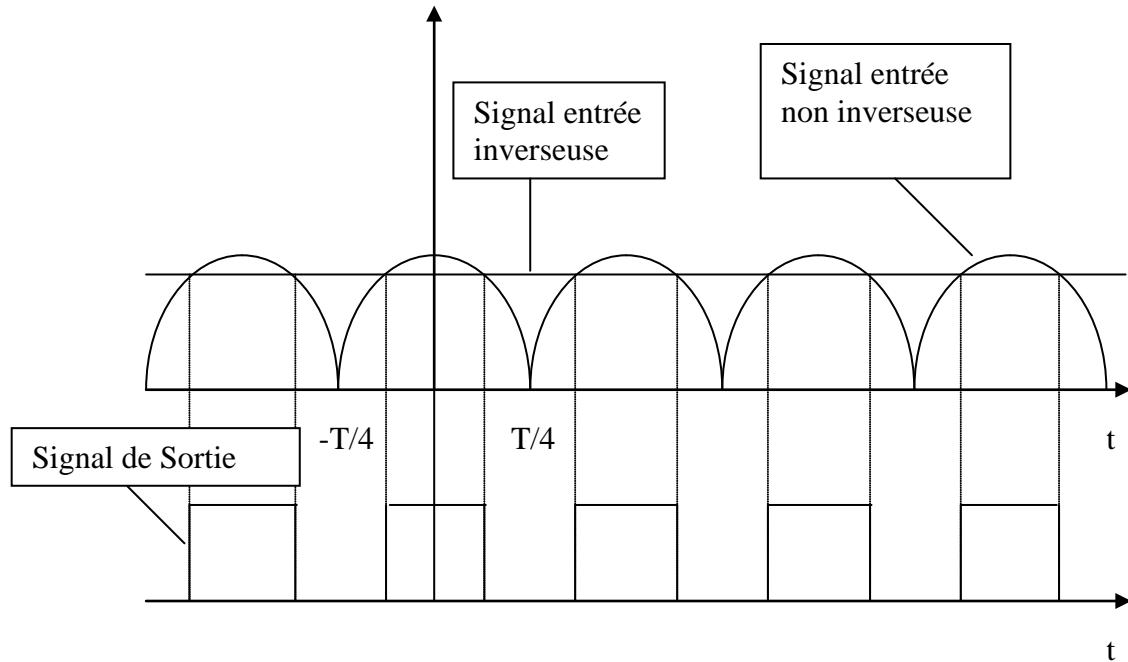 Signal entrée
inverseuse
Signal entrée
non inverseuse
-T/4
T/4
t
Signal de Sortie
t